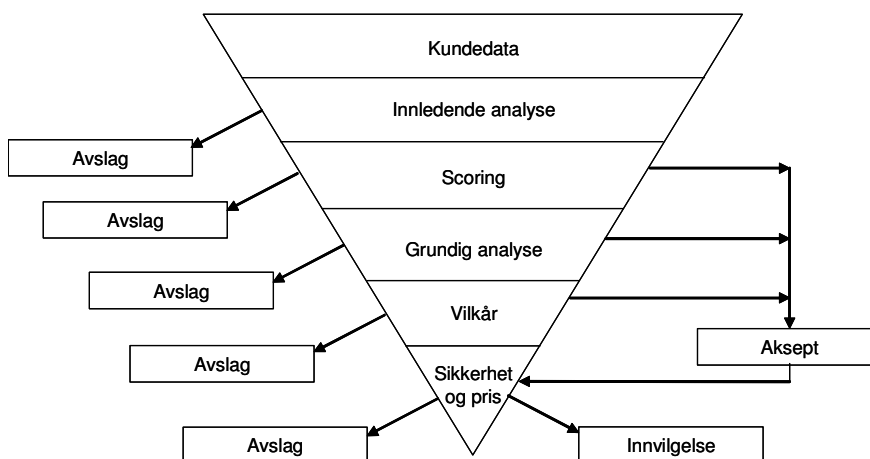 Kundedata
Innledende analyse
Avslag
Scoring
Avslag
Grundig analyse
Avslag
Vilkår
Aksept
Avslag
Sikkerhet
og pris
Avslag
Innvilgelse